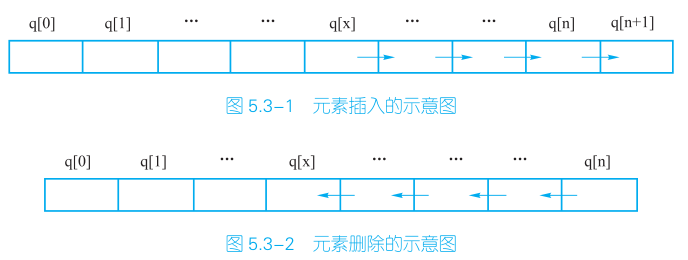 q[0] q[1] ··· ··· q[x] ··· ··· q[n] q[n+1]
图 5.3-1 元素插入的示意图
q[0] q[1] ··· q[x] ··· ··· ··· q[n]
图 5.3-2 元素删除的示意图